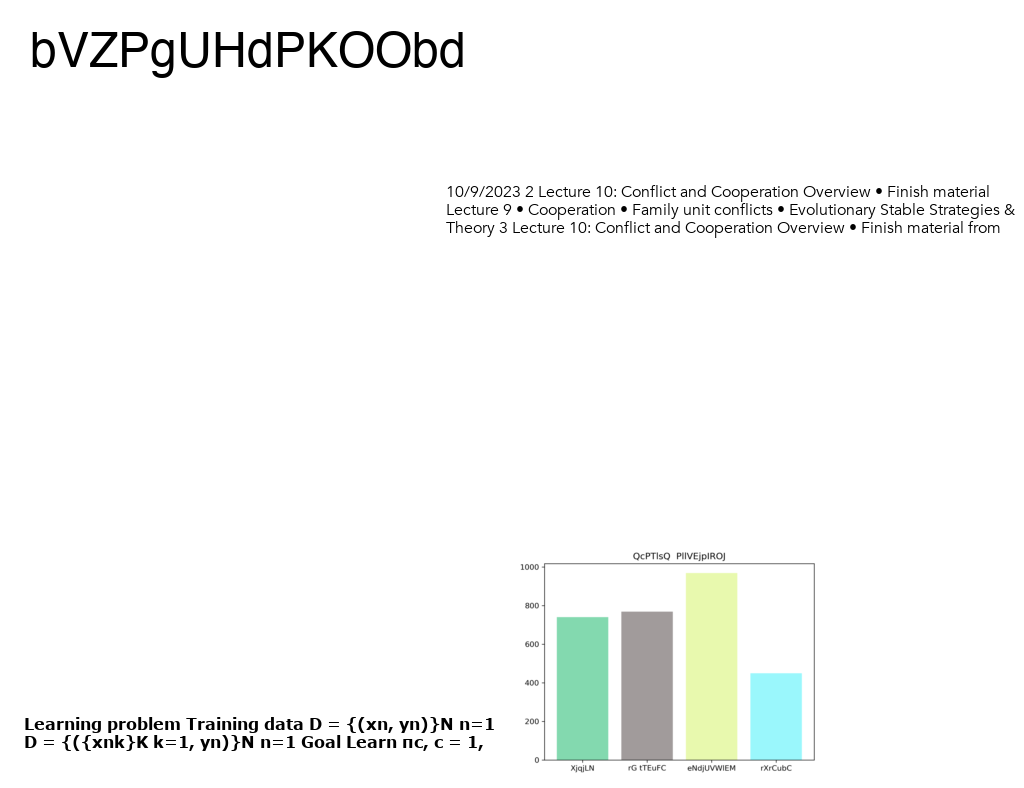 bVZPgUHdPKOObd
10/9/2023 2 Lecture 10: Conflict and Cooperation Overview • Finish material
Lecture 9 • Cooperation • Family unit conflicts • Evolutionary Stable Strategies &
Theory 3 Lecture 10: Conflict and Cooperation Overview • Finish material from
QcPTlsQ PllVEjpIROJ
1000
800
600
400
200
0
XjqjLN rG tTEuFC eNdjUVWlEM rXrCubC
Learning problem Training data D = {(xn, yn)}N n=1
D = {({xnk}K k=1, yn)}N n=1 Goal Learn πc, c = 1,